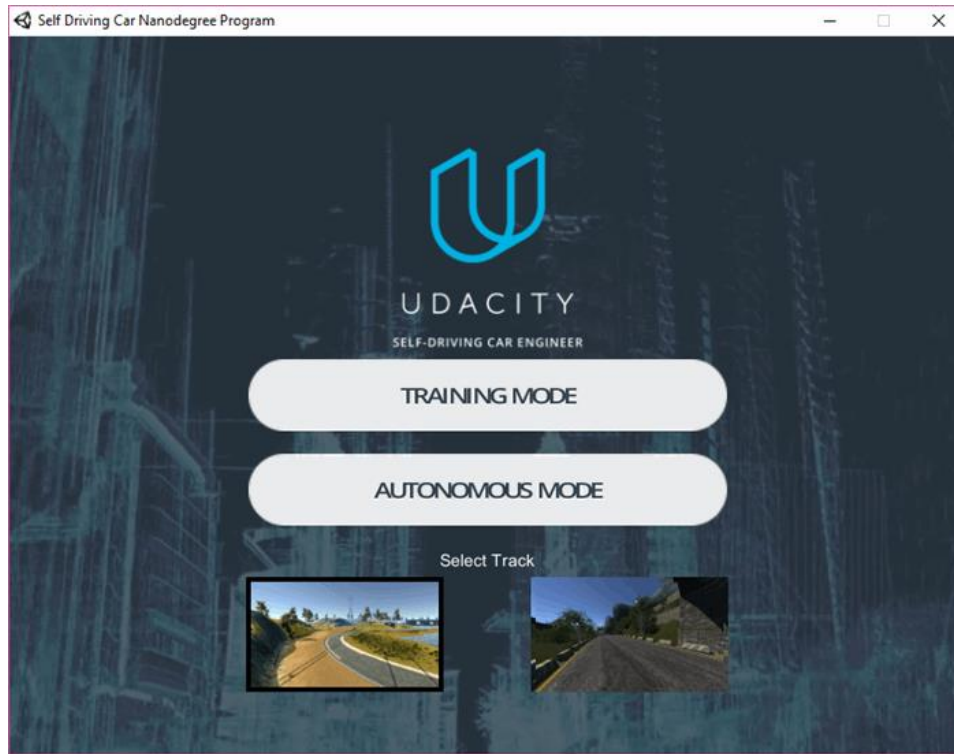 Self Driving Car Nanodegree Program
UDACITY
SELF-DRIVING CAR ENGINEER
TRAINING MODE
AUTONOMOUS MODE
Select Track